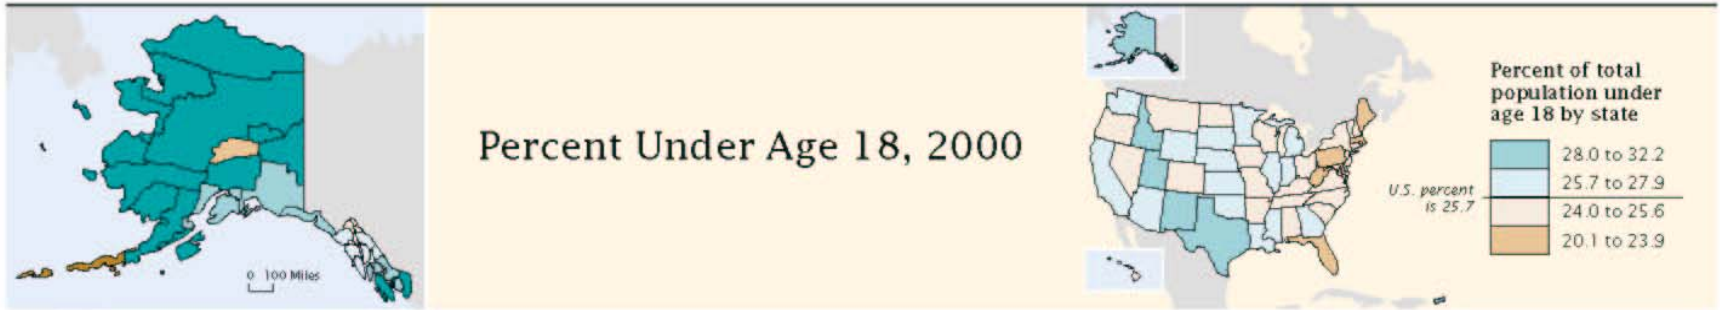 0 100 Miles
Percent Under Age 18, 2000
Percent of total
population under
age 18 by state
28.0 to 32.2
25.7 to 27.9
U.S. percent
is 25.7
24.0 to 25.6
20.1 to 23.9